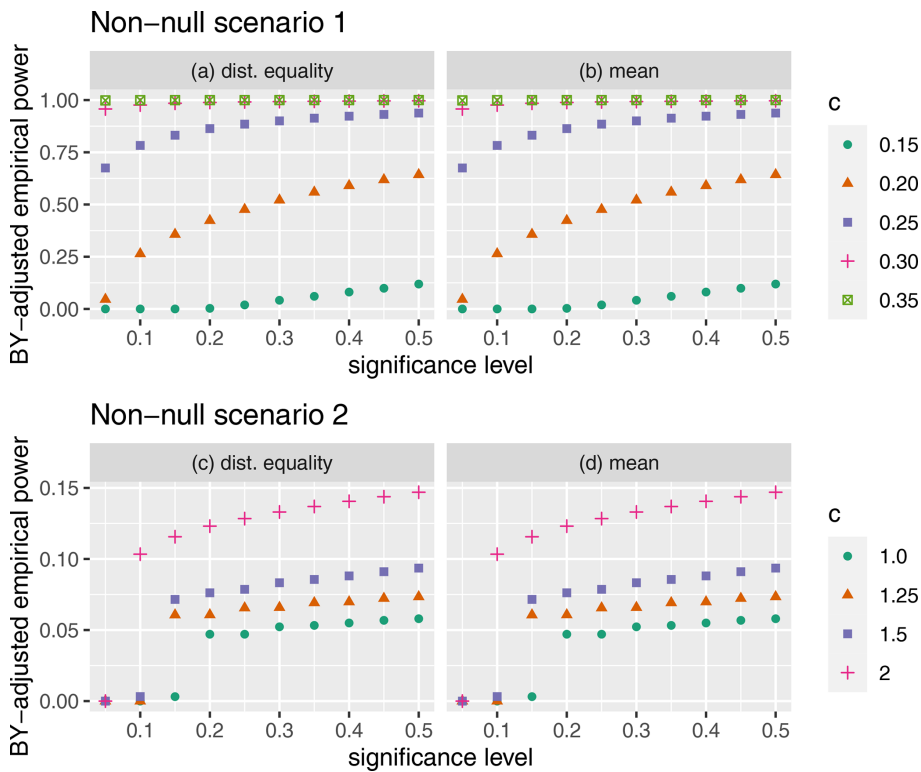 Non−null scenario 1
(a) dist. equality
(b) mean
BY−adjusted empirical power
1.00
0.75
0.50
0.25
0.00
0.1 0.2 0.3 0.4 0.5
0.1 0.2 0.3 0.4 0.5
significance level
c
0.15
0.20
0.25
0.30
0.35
Non−null scenario 2
(c) dist. equality
(d) mean
BY−adjusted empirical power
0.15
0.10
0.05
0.00
0.1 0.2 0.3 0.4 0.5
0.1 0.2 0.3 0.4 0.5
significance level
c
1.0
1.25
1.5
2